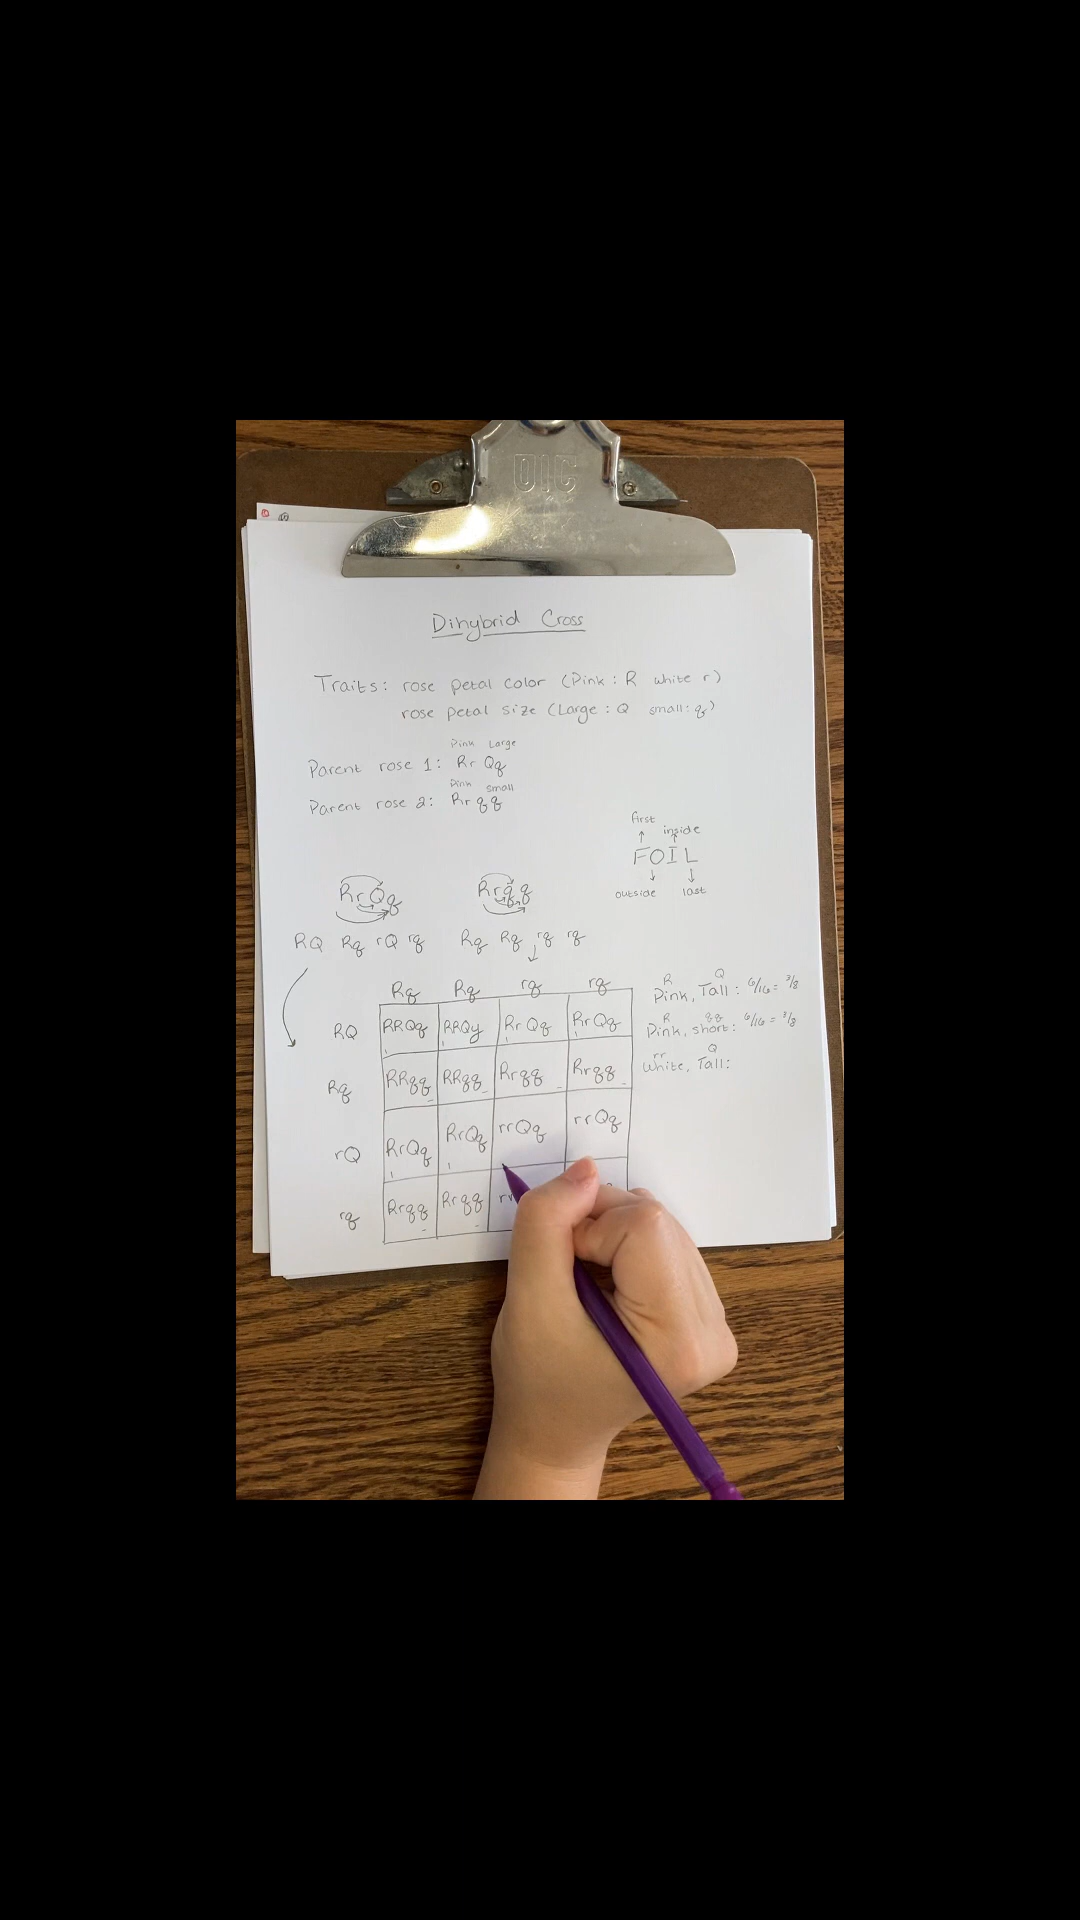 OIC
Dihybrid Cross
Traits: rose petal color (Pink: R white r)
rose petal size (Large: Q small: q)
Pink Large
Parent rose 1: Rr Qq
Pink small
Parent rose 2: Rr qq
first
inside
FOIL
outside last
RrQq Rrqq
RQ Rq rQ rq Rq Rq rq rq
Rq Rq rq rq
RQ RRQq RRQy RrQq RrQq
Rq RRqq RRqq Rrqq Rrqq
rQ RrQq RrQq rrQq rrQq
rq Rrqq Rrqq
R Q
Pink, Tall: 6/16 = 3/8
R qq
Pink, short: 6/16 = 3/8
rr Q
White, Tall: